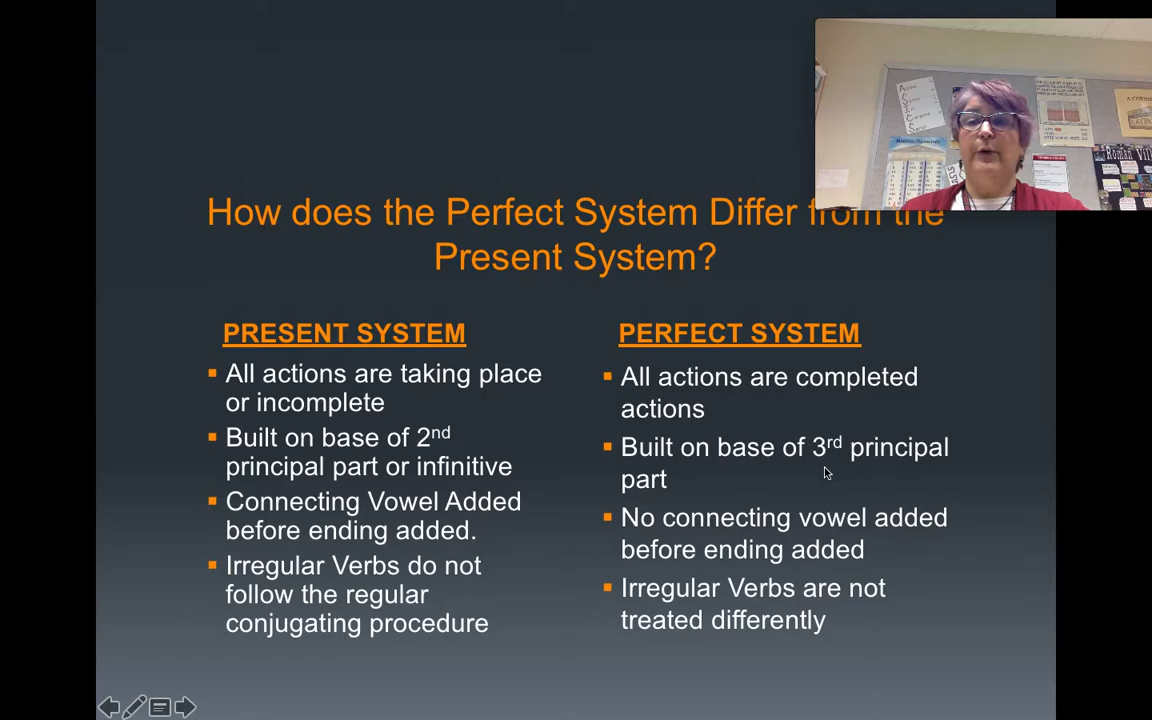 How does the Perfect System Differ from the
Present System?
PRESENT SYSTEM
All actions are taking place
or incomplete
Built on base of 2nd
principal part or infinitive
Connecting Vowel Added
before ending added.
Irregular Verbs do not
follow the regular
conjugating procedure
PERFECT SYSTEM
All actions are completed
actions
Built on base of 3rd principal
part
No connecting vowel added
before ending added
Irregular Verbs are not
treated differently
A CORNER
Roman Vil